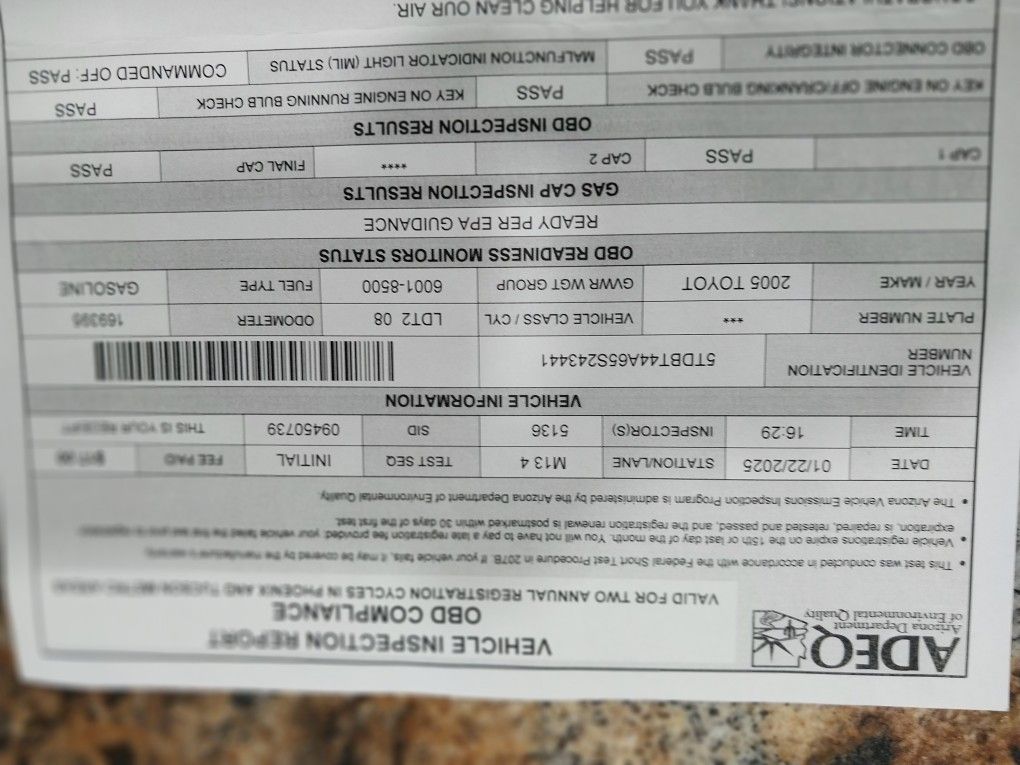 ADEQ
Arizona Department
of Environmental Quality
VEHICLE INSPECTION REPORT
OBD COMPLIANCE
VALID FOR TWO ANNUAL REGISTRATION CYCLES IN PHOENIX AND
• This test was conducted in accordance with the Federal Short Test Procedure in 207B. If your vehicle fails, it may be covered by the manufacturer's warranty.
• Vehicle registrations expire on the 15th or last day of the month. You will not have to pay a late registration fee provided: your vehicle failed the first test prior to registration
expiration, is repaired, retested and passed, and the registration renewal is postmarked within 30 days of the first test.
• The Arizona Vehicle Emissions Inspection Program is administered by the Arizona Department of Environmental Quality.
DATE 01/22/2025 STATION/LANE M13 4 TEST SEQ INITIAL FEE PAID
TIME 16:29 INSPECTOR(S) 5136 SID 09450739 THIS IS YOUR RECEIPT
VEHICLE INFORMATION
VEHICLE IDENTIFICATION
NUMBER
5TDBT44A65S243441
PLATE NUMBER *** VEHICLE CLASS / CYL LDT2 08 ODOMETER 169395
YEAR / MAKE 2005 TOYOT GVWR WGT GROUP 6001-8500 FUEL TYPE GASOLINE
OBD READINESS MONITORS STATUS
READY PER EPA GUIDANCE
GAS CAP INSPECTION RESULTS
CAP 1 PASS CAP 2 **** FINAL CAP PASS
OBD INSPECTION RESULTS
KEY ON ENGINE OFF/CRANKING BULB CHECK PASS KEY ON ENGINE RUNNING BULB CHECK PASS
OBD CONNECTOR INTEGRITY PASS MALFUNCTION INDICATOR LIGHT (MIL) STATUS COMMANDED OFF: PASS
THANK YOU FOR HELPING CLEAN OUR AIR.